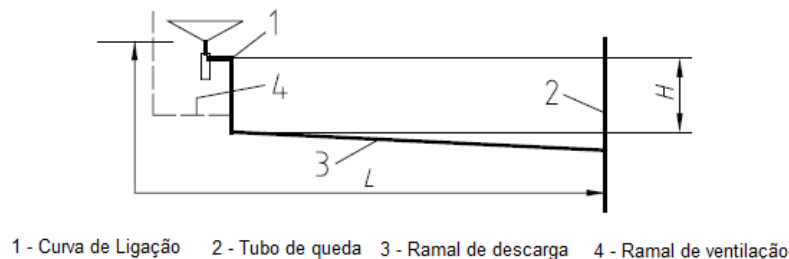 1
4
2
H
3
L
1 - Curva de Ligação 2 - Tubo de queda 3 - Ramal de descarga 4 - Ramal de ventilação